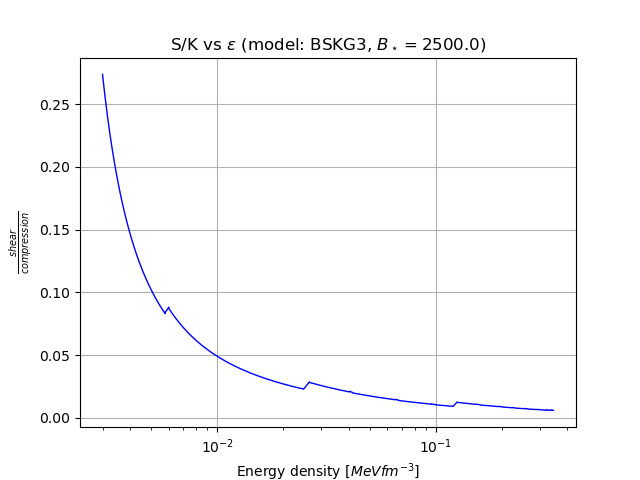 S/K vs ε (model: BSKG3, B⋆ = 2500.0)
0.25
0.20
0.15
0.10
0.05
0.00
shear
compression
10⁻² 10⁻¹
Energy density [MeVfm⁻³]